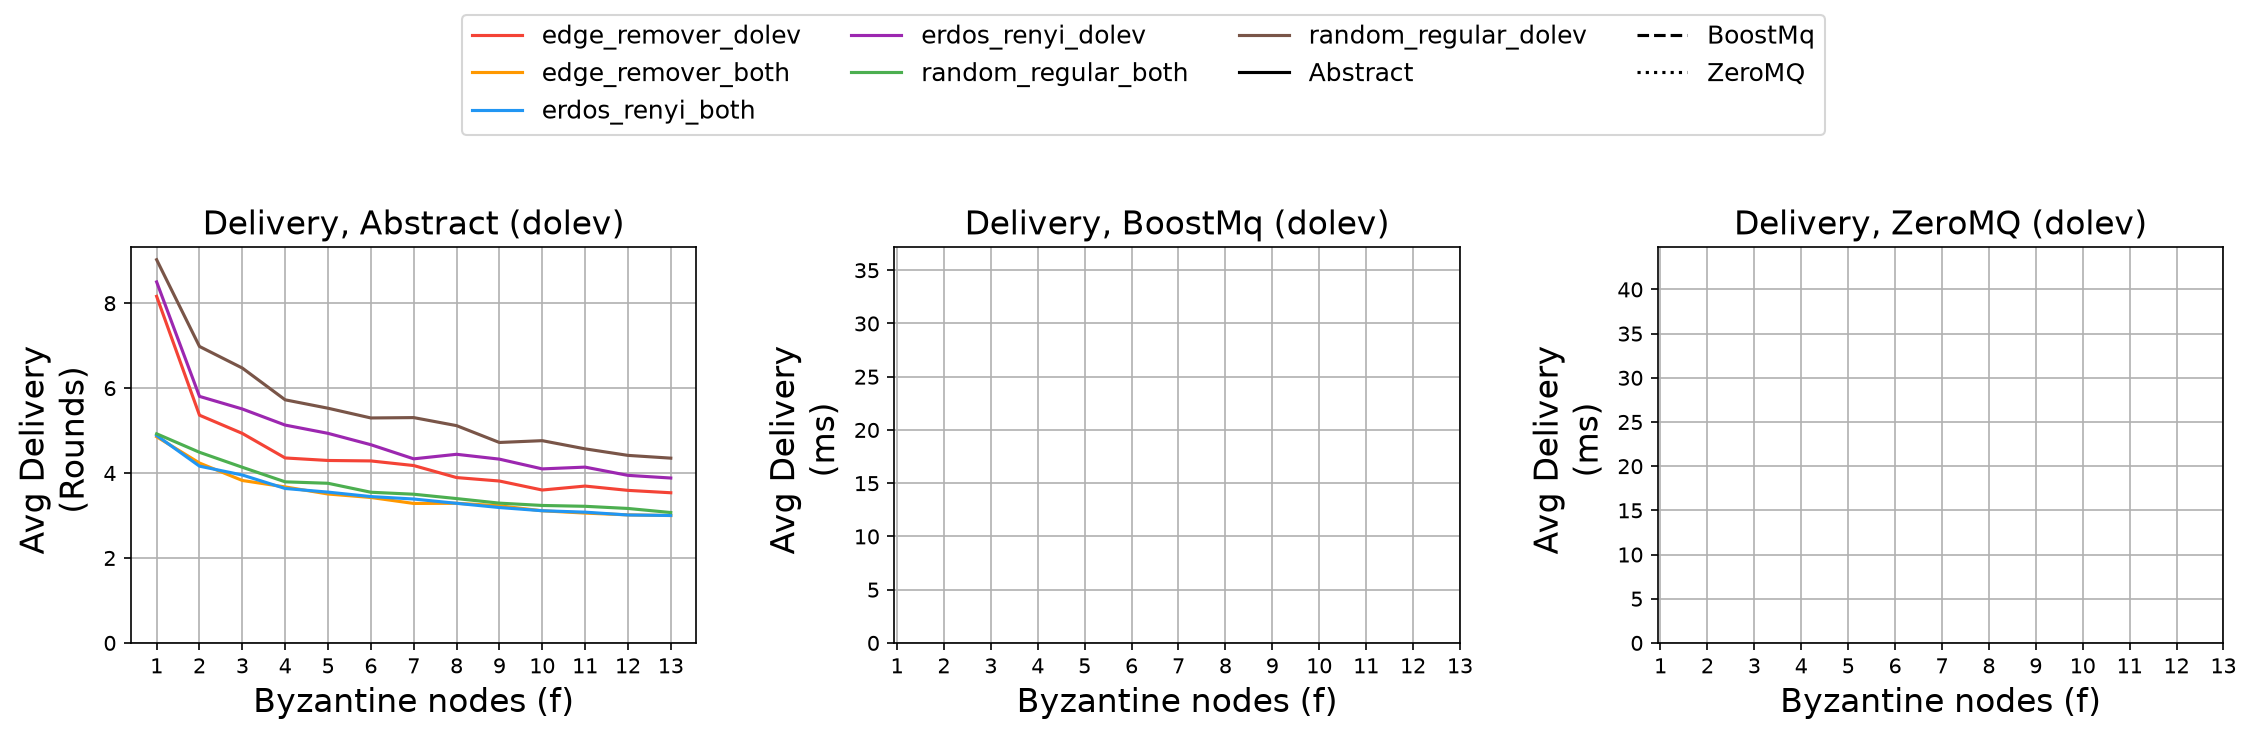 edge_remover_dolev
edge_remover_both
erdos_renyi_both
erdos_renyi_dolev
random_regular_both
random_regular_dolev
Abstract
BoostMq
ZeroMQ
Delivery, Abstract (dolev)
Avg Delivery
(Rounds)
8
6
4
2
0
1 2 3 4 5 6 7 8 9 10 11 12 13
Byzantine nodes (f)
Delivery, BoostMq (dolev)
Avg Delivery
(ms)
35
30
25
20
15
10
5
0
1 2 3 4 5 6 7 8 9 10 11 12 13
Byzantine nodes (f)
Delivery, ZeroMQ (dolev)
Avg Delivery
(ms)
40
35
30
25
20
15
10
5
0
1 2 3 4 5 6 7 8 9 10 11 12 13
Byzantine nodes (f)